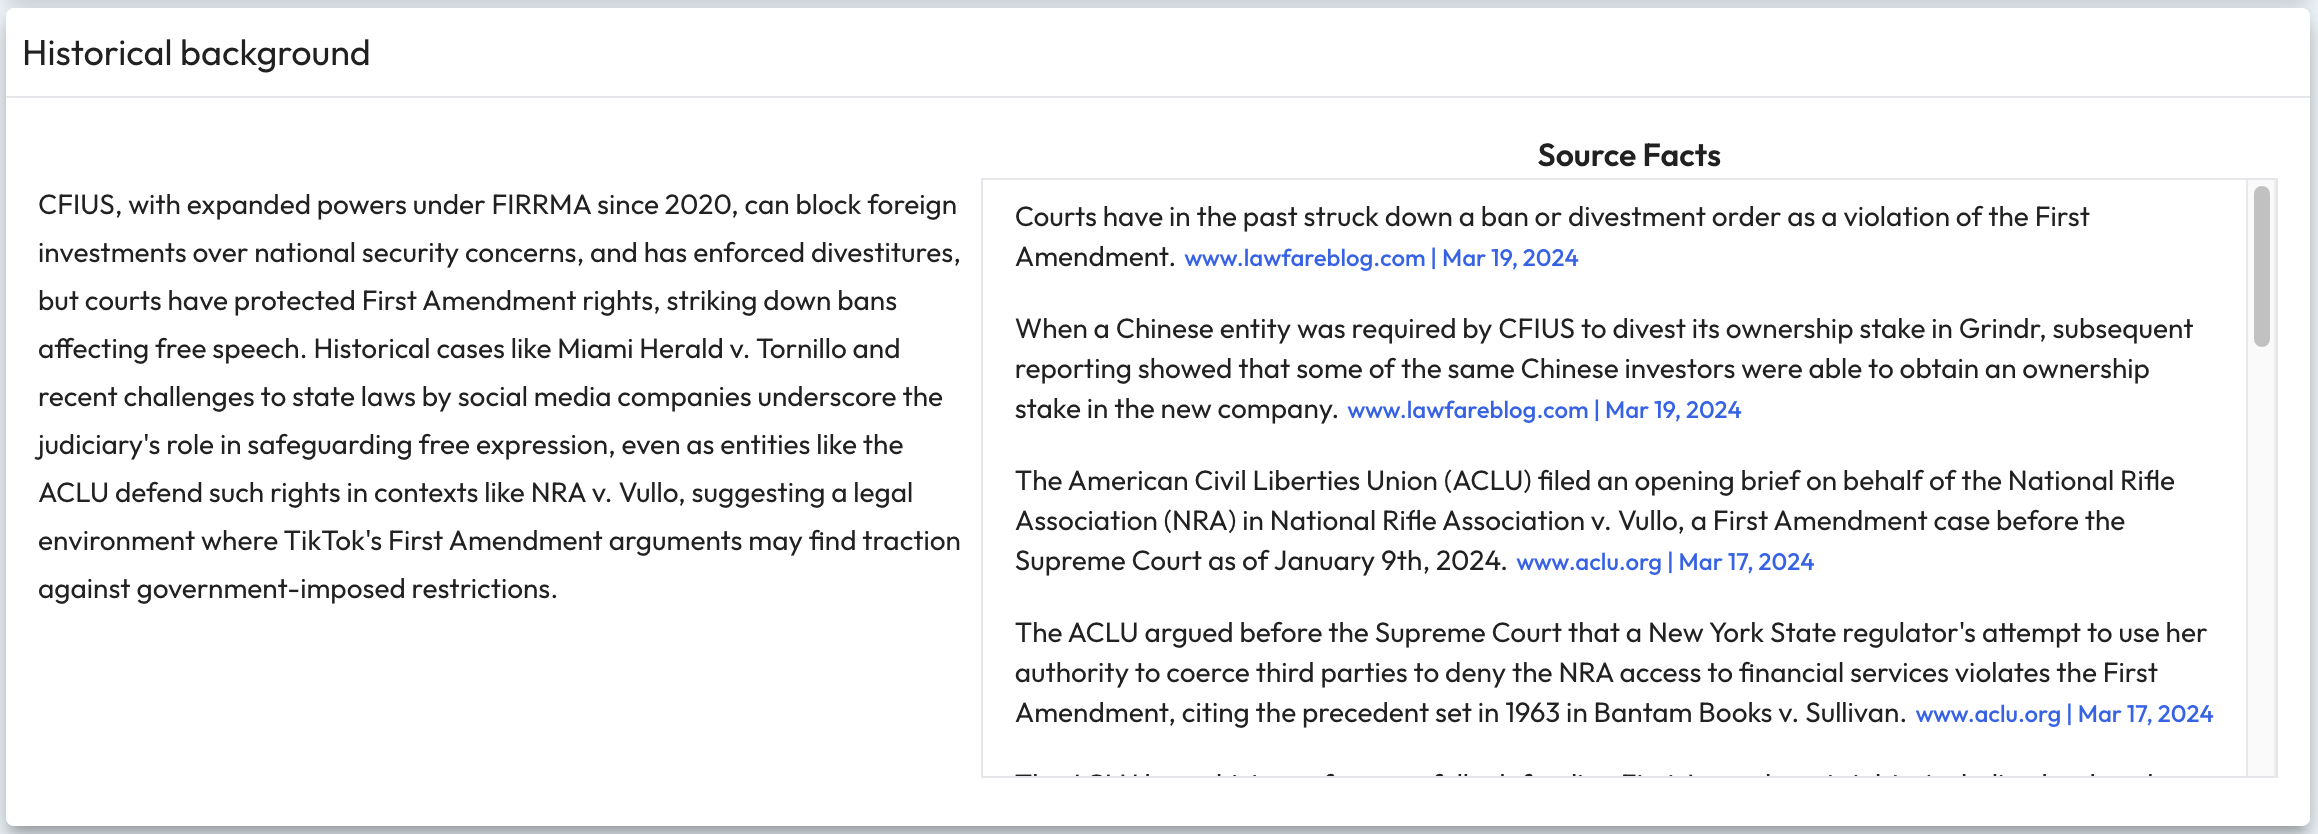 Historical background
CFIUS, with expanded powers under FIRRMA since 2020, can block foreign
investments over national security concerns, and has enforced divestitures,
but courts have protected First Amendment rights, striking down bans
affecting free speech. Historical cases like Miami Herald v. Tornillo and
recent challenges to state laws by social media companies underscore the
judiciary's role in safeguarding free expression, even as entities like the
ACLU defend such rights in contexts like NRA v. Vullo, suggesting a legal
environment where TikTok's First Amendment arguments may find traction
against government-imposed restrictions.
Source Facts
Courts have in the past struck down a ban or divestment order as a violation of the First
Amendment. www.lawfareblog.com | Mar 19, 2024
When a Chinese entity was required by CFIUS to divest its ownership stake in Grindr, subsequent
reporting showed that some of the same Chinese investors were able to obtain an ownership
stake in the new company. www.lawfareblog.com | Mar 19, 2024
The American Civil Liberties Union (ACLU) filed an opening brief on behalf of the National Rifle
Association (NRA) in National Rifle Association v. Vullo, a First Amendment case before the
Supreme Court as of January 9th, 2024. www.aclu.org | Mar 17, 2024
The ACLU argued before the Supreme Court that a New York State regulator's attempt to use her
authority to coerce third parties to deny the NRA access to financial services violates the First
Amendment, citing the precedent set in 1963 in Bantam Books v. Sullivan. www.aclu.org | Mar 17, 2024